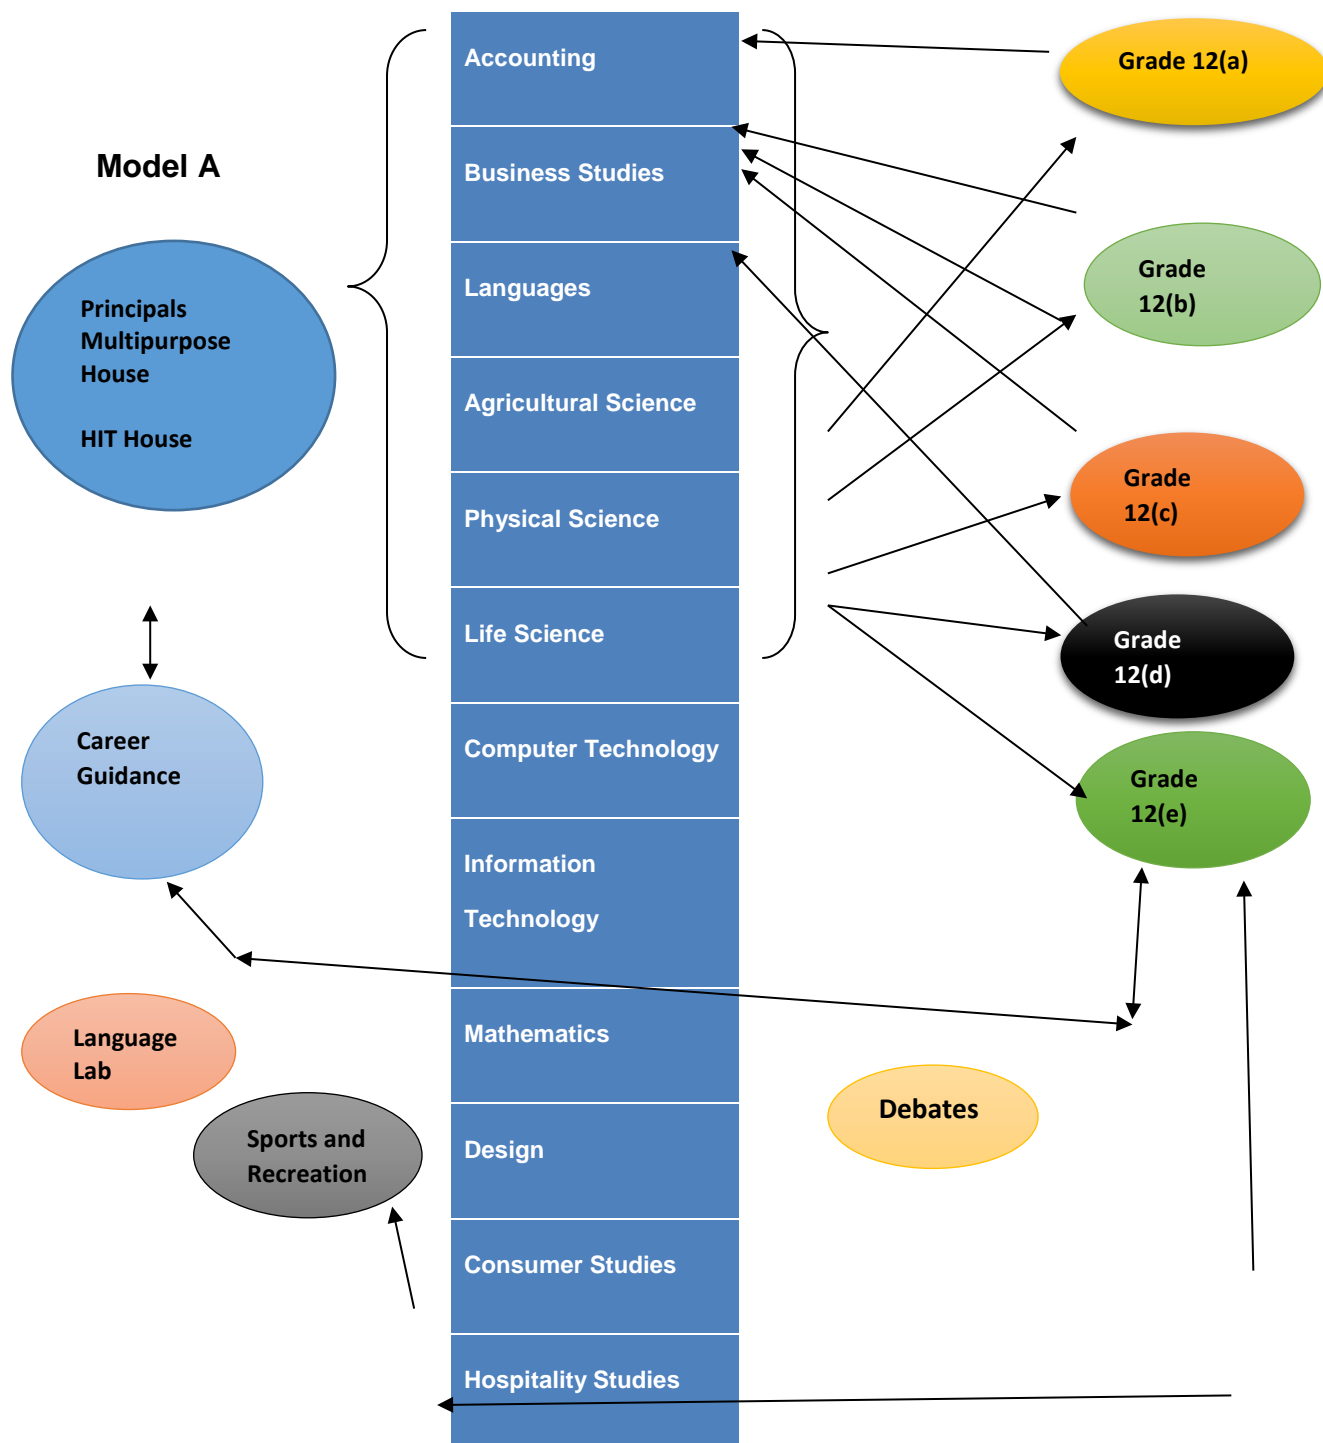 Model A
Principals
Multipurpose
House
HIT House
Career
Guidance
Language
Lab
Sports and
Recreation
Accounting
Business Studies
Languages
Agricultural Science
Physical Science
Life Science
Computer Technology
Information
Technology
Mathematics
Design
Consumer Studies
Hospitality Studies
Grade 12(a)
Grade
12(b)
Grade
12(c)
Grade
12(d)
Grade
12(e)
Debates